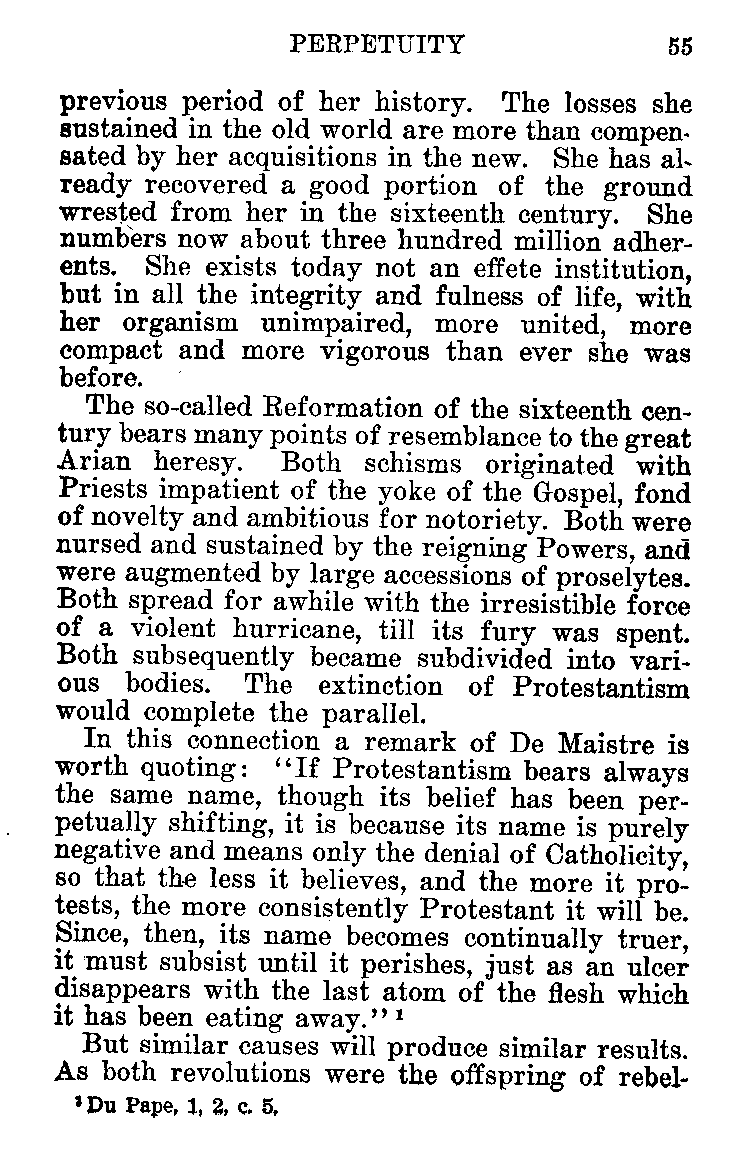 PERPETUITY 55
previous period of her history. The losses she
sustained in the old world are more than compen-
sated by her acquisitions in the new. She has al-
ready recovered a good portion of the ground
wrested from her in the sixteenth century. She
numbers now about three hundred million adher-
ents. She exists today not an effete institution,
but in all the integrity and fulness of life, with
her organism unimpaired, more united, more
compact and more vigorous than ever she was
before.
The so-called Reformation of the sixteenth cen-
tury bears many points of resemblance to the great
Arian heresy. Both schisms originated with
Priests impatient of the yoke of the Gospel, fond
of novelty and ambitious for notoriety. Both were
nursed and sustained by the reigning Powers, and
were augmented by large accessions of proselytes.
Both spread for awhile with the irresistible force
of a violent hurricane, till its fury was spent.
Both subsequently became subdivided into vari-
ous bodies. The extinction of Protestantism
would complete the parallel.
In this connection a remark of De Maistre is
worth quoting: "If Protestantism bears always
the same name, though its belief has been per-
petually shifting, it is because its name is purely
negative and means only the denial of Catholicity,
so that the less it believes, and the more it pro-
tests, the more consistently Protestant it will be.
Since, then, its name becomes continually truer,
it must subsist until it perishes, just as an ulcer
disappears with the last atom of the flesh which
it has been eating away." ¹
But similar causes will produce similar results.
As both revolutions were the offspring of rebel-
¹ Du Pape, 1, 2, c. 5,